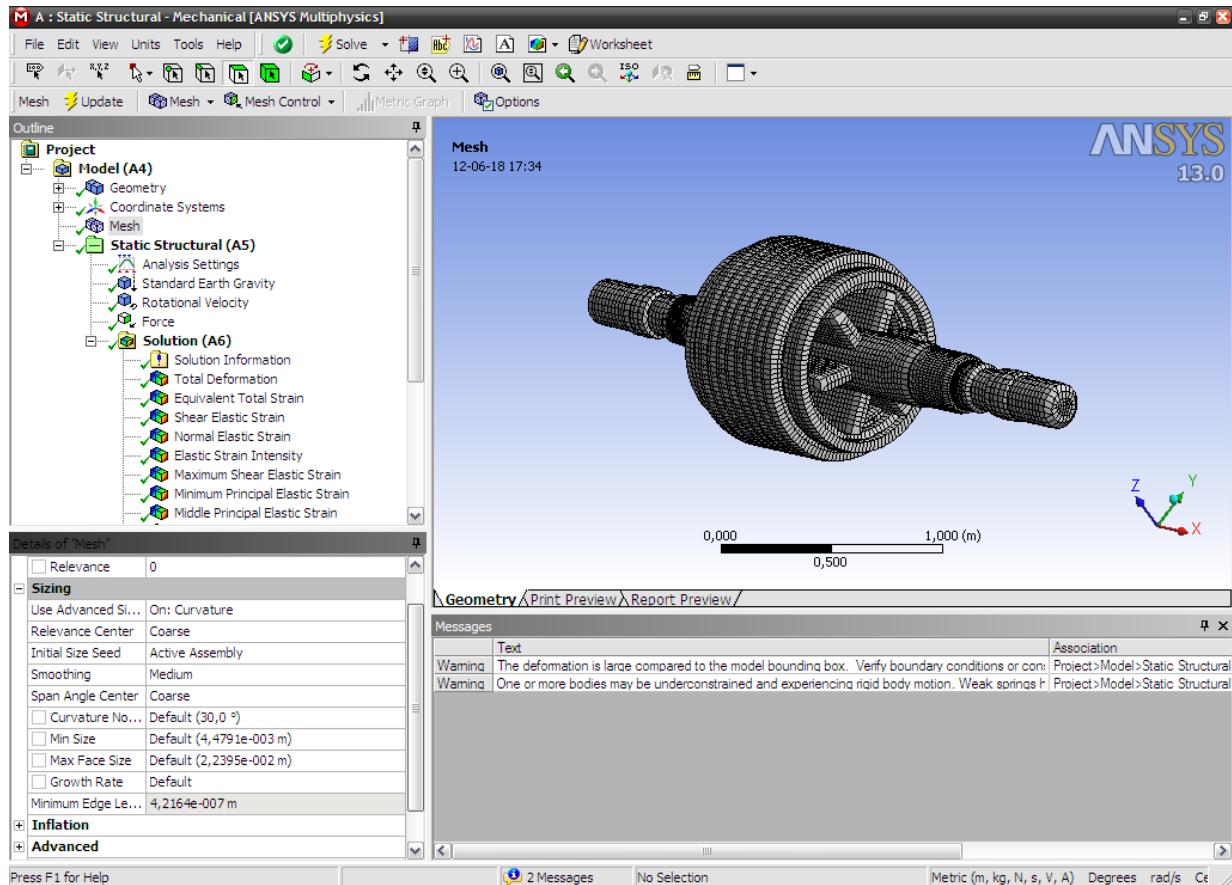 A : Static Structural - Mechanical [ANSYS Multiphysics]
File Edit View Units Tools Help Solve Abc A Worksheet
x,y,z ISO
Mesh Update Mesh Mesh Control Metric Graph Options
Outline
Project
Model (A4)
Geometry
Coordinate Systems
Mesh
Static Structural (A5)
Analysis Settings
Standard Earth Gravity
Rotational Velocity
Force
Solution (A6)
Solution Information
Total Deformation
Equivalent Total Strain
Shear Elastic Strain
Normal Elastic Strain
Elastic Strain Intensity
Maximum Shear Elastic Strain
Minimum Principal Elastic Strain
Middle Principal Elastic Strain
Details of "Mesh"
Relevance 0
Sizing
Use Advanced Si... On: Curvature
Relevance Center Coarse
Initial Size Seed Active Assembly
Smoothing Medium
Span Angle Center Coarse
Curvature No... Default (30,0 °)
Min Size Default (4,4791e-003 m)
Max Face Size Default (2,2395e-002 m)
Growth Rate Default
Minimum Edge Le... 4,2164e-007 m
Inflation
Advanced
Mesh
12-06-18 17:34
ANSYS
13.0
Z Y X
0,000 1,000 (m)
0,500
Geometry Print Preview Report Preview
Messages
Text Association
Warning The deformation is large compared to the model bounding box. Verify boundary conditions or con Project>Model>Static Structural
Warning One or more bodies may be underconstrained and experiencing rigid body motion. Weak springs h Project>Model>Static Structural
Press F1 for Help 2 Messages No Selection Metric (m, kg, N, s, V, A) Degrees rad/s Ce